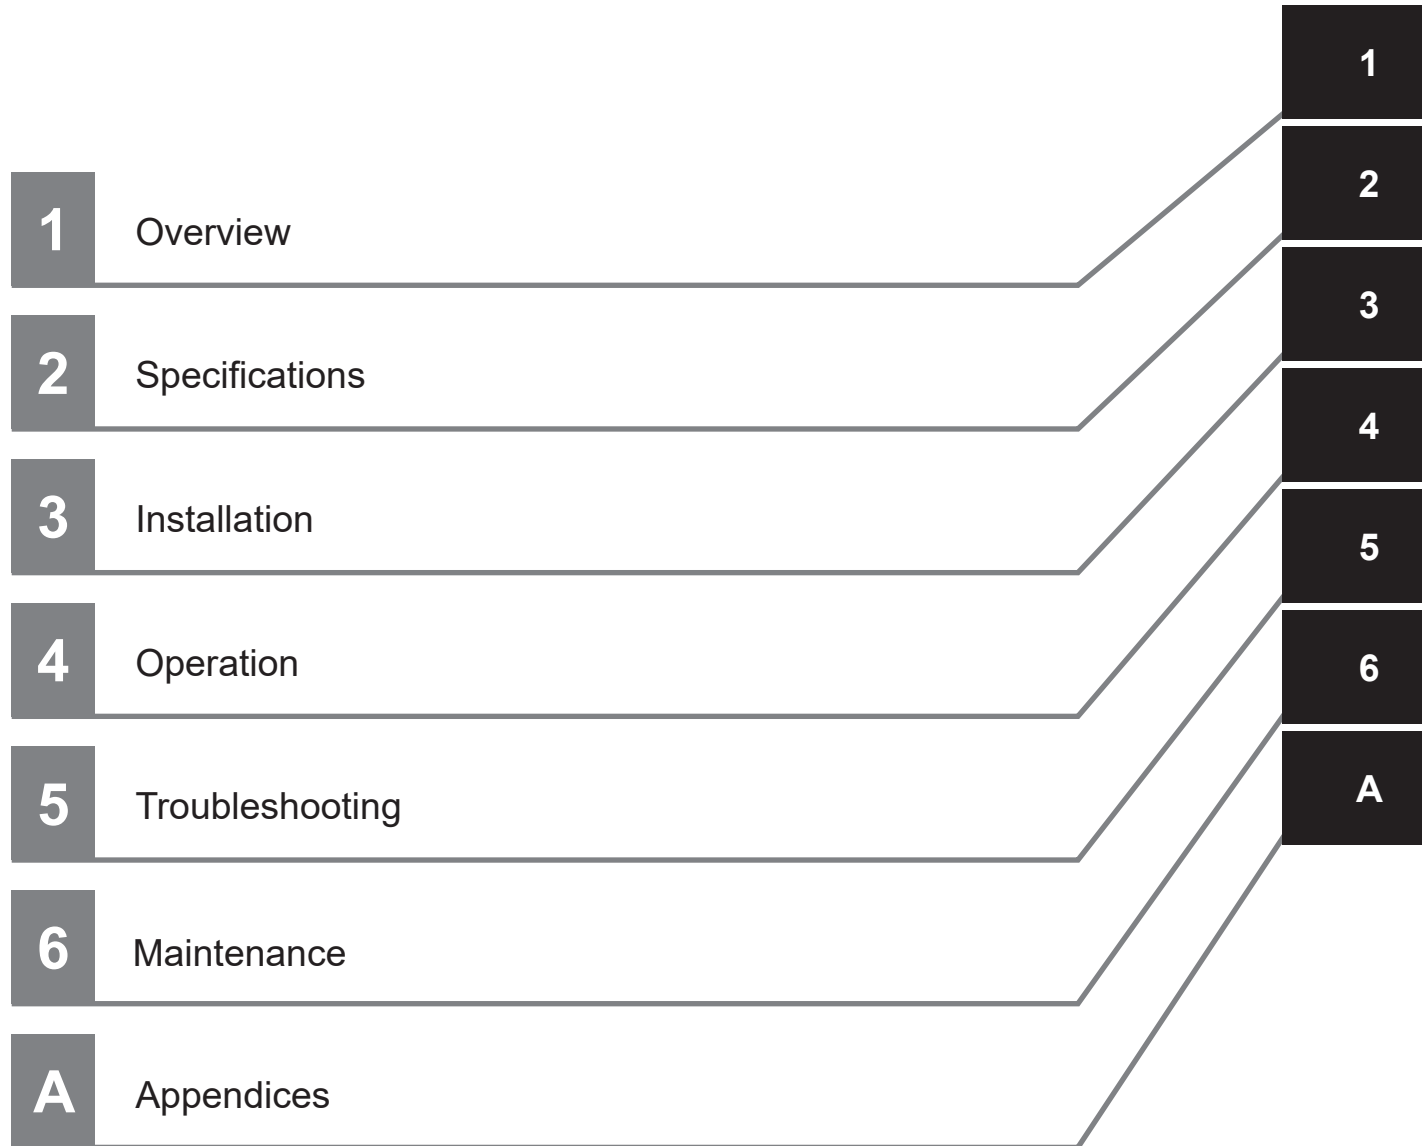 1 Overview
2 Specifications
3 Installation
4 Operation
5 Troubleshooting
6 Maintenance
A Appendices
1
2
3
4
5
6
A